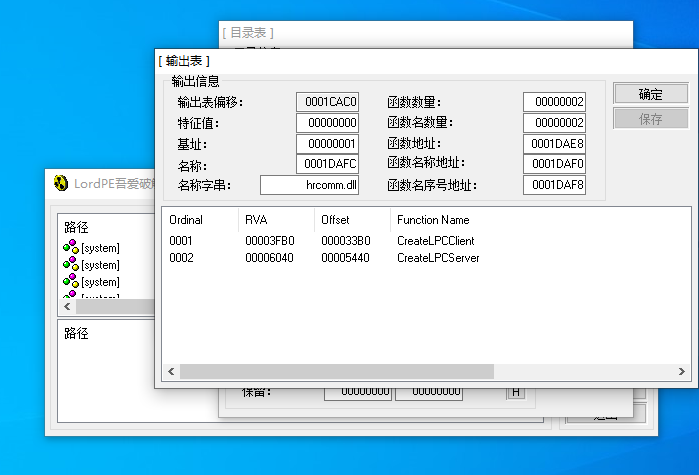 [ 目录表 ]
[ 输出表 ]
输出信息
输出表偏移: 0001CAC0 函数数量: 00000002
特征值: 00000000 函数名数量: 00000002
基址: 00000001 函数地址: 0001DAE8
名称: 0001DAFC 函数名称地址: 0001DAF0
名称字串: hrcomm.dll 函数名序号地址: 0001DAF8
确定
保存
Ordinal RVA Offset Function Name
0001 00003FB0 000033B0 CreateLPCClient
0002 00006040 00005440 CreateLPCServer
LordPE吾爱破解
路径
[system]
[system]
[system]
[system]
路径
保留: 00000000 00000000 H
退出